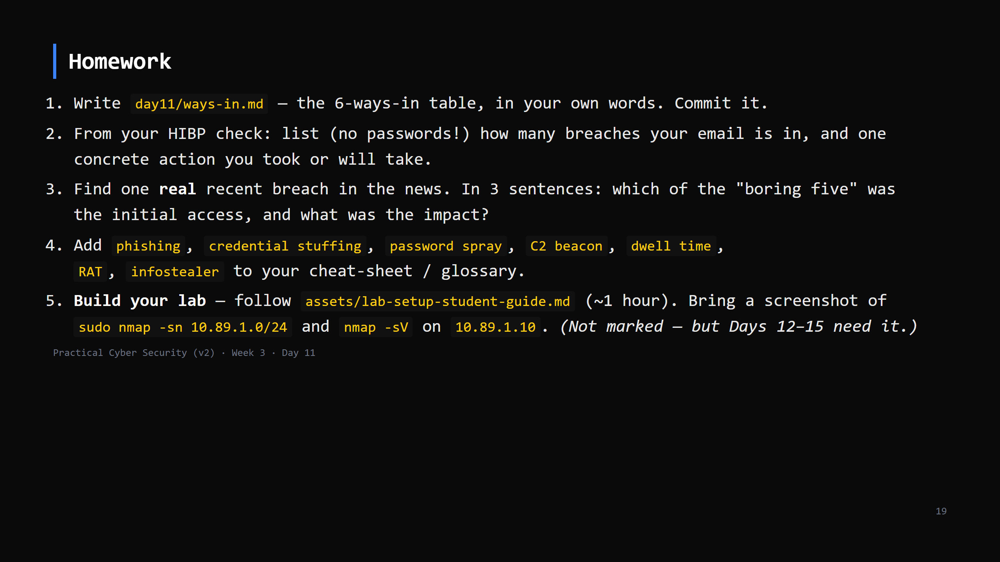 Homework
1. Write day11/ways-in.md — the 6-ways-in table, in your own words. Commit it.
2. From your HIBP check: list (no passwords!) how many breaches your email is in, and one
concrete action you took or will take.
3. Find one real recent breach in the news. In 3 sentences: which of the "boring five" was
the initial access, and what was the impact?
4. Add phishing, credential stuffing, password spray, C2 beacon, dwell time,
RAT, infostealer to your cheat-sheet / glossary.
5. Build your lab — follow assets/lab-setup-student-guide.md (~1 hour). Bring a screenshot of
sudo nmap -sn 10.89.1.0/24 and nmap -sV on 10.89.1.10. (Not marked — but Days 12–15 need it.)
Practical Cyber Security (v2) · Week 3 · Day 11
19